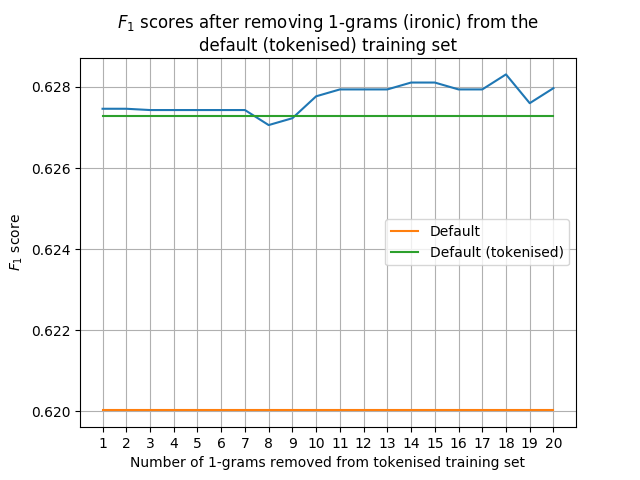 F1 scores after removing 1-grams (ironic) from the
default (tokenised) training set
0.628
0.626
0.624
0.622
0.620
F1 score
Default
Default (tokenised)
1 2 3 4 5 6 7 8 9 10 11 12 13 14 15 16 17 18 19 20
Number of 1-grams removed from tokenised training set